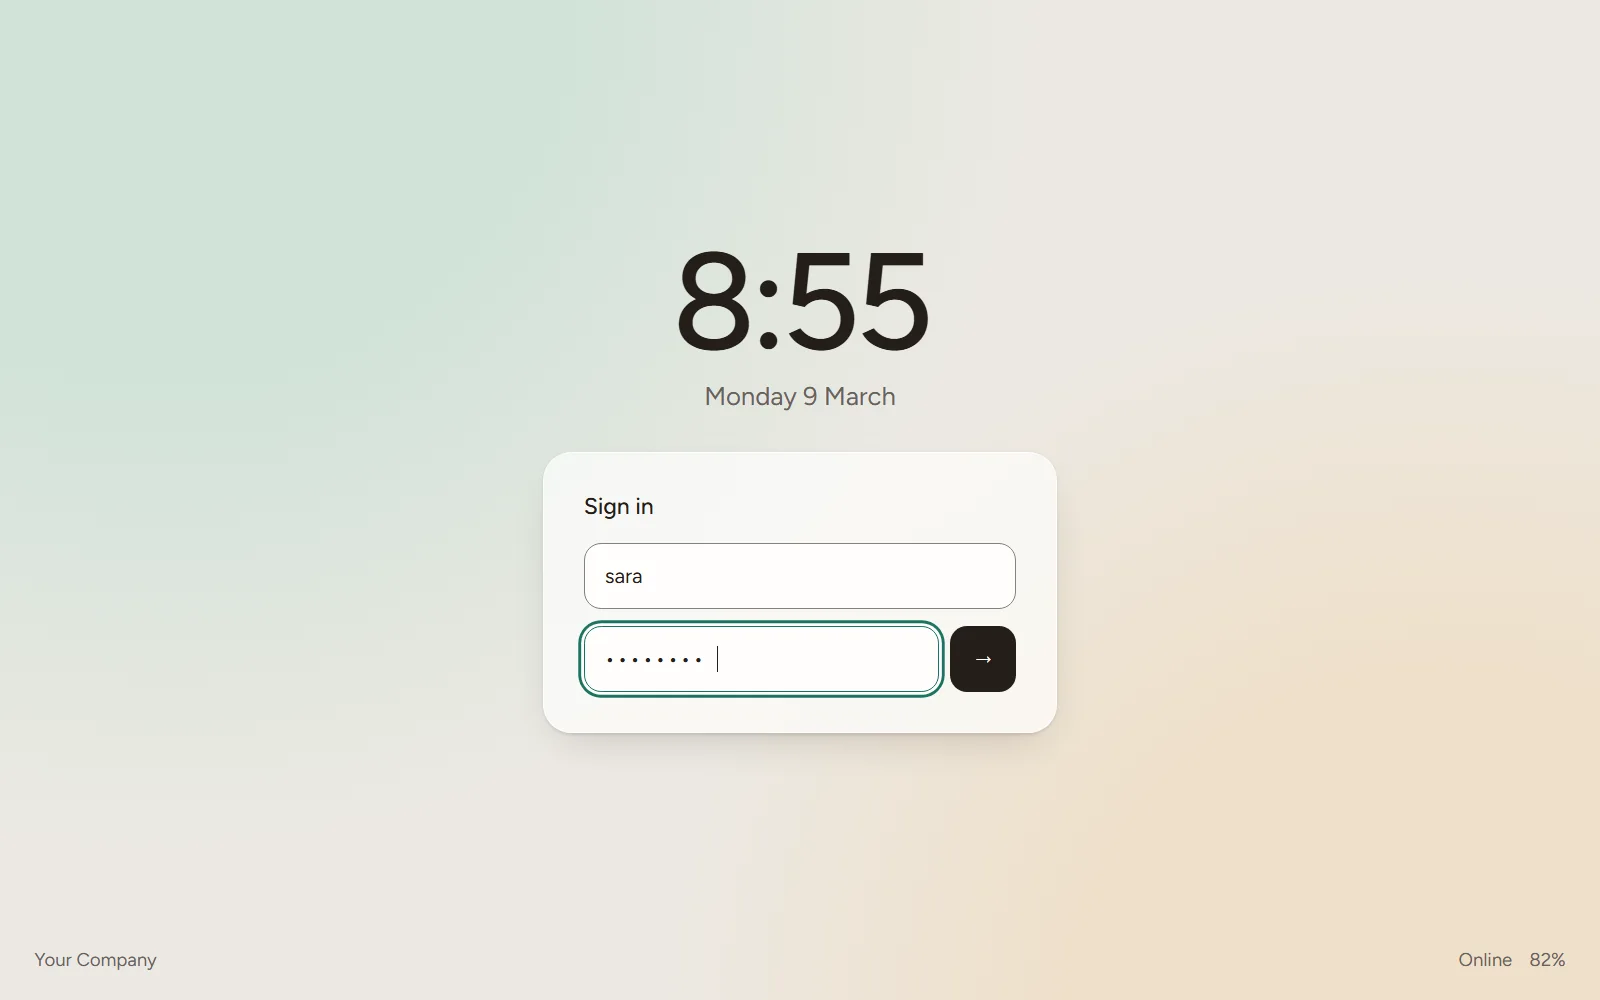 8:55
Monday 9 March
Sign in
sara
••••••••
→
Your Company
Online 82%